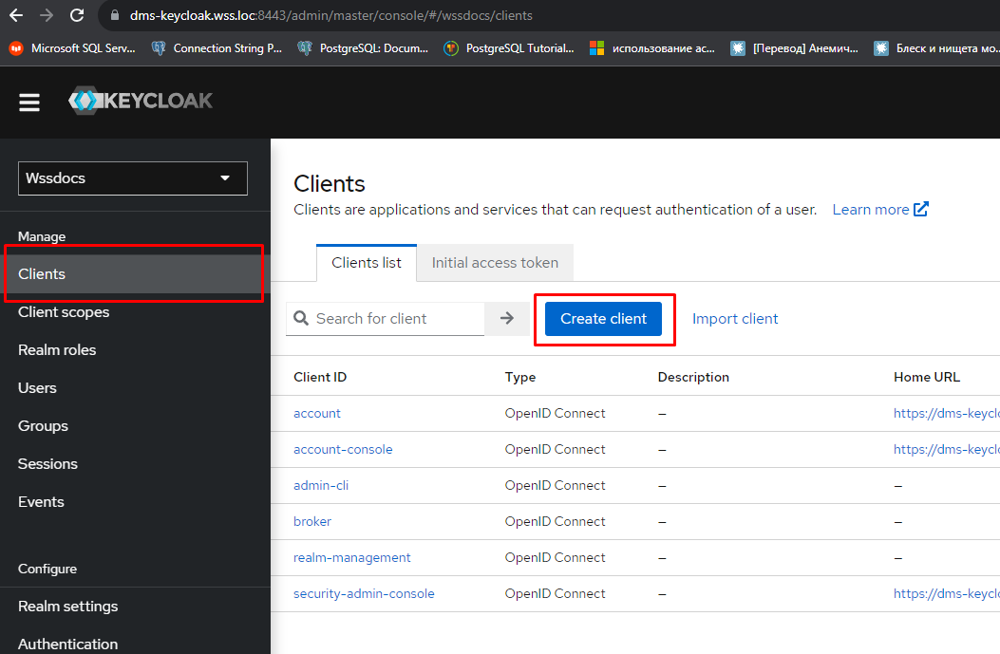 dms-keycloak.wss.loc:8443/admin/master/console/#/wssdocs/clients
Microsoft SQL Serv... Connection String P... PostgreSQL: Docum... PostgreSQL Tutorial... использование ас... [Перевод] Анемич... Блеск и нищета мо...
KEYCLOAK
Wssdocs
Manage
Clients
Client scopes
Realm roles
Users
Groups
Sessions
Events
Configure
Realm settings
Authentication
Clients
Clients are applications and services that can request authentication of a user. Learn more
Clients list Initial access token
Search for client Create client Import client
Client ID Type Description Home URL
account OpenID Connect – https://dms-keyclo
account-console OpenID Connect – https://dms-keyclo
admin-cli OpenID Connect – –
broker OpenID Connect – –
realm-management OpenID Connect – –
security-admin-console OpenID Connect – https://dms-keyclo